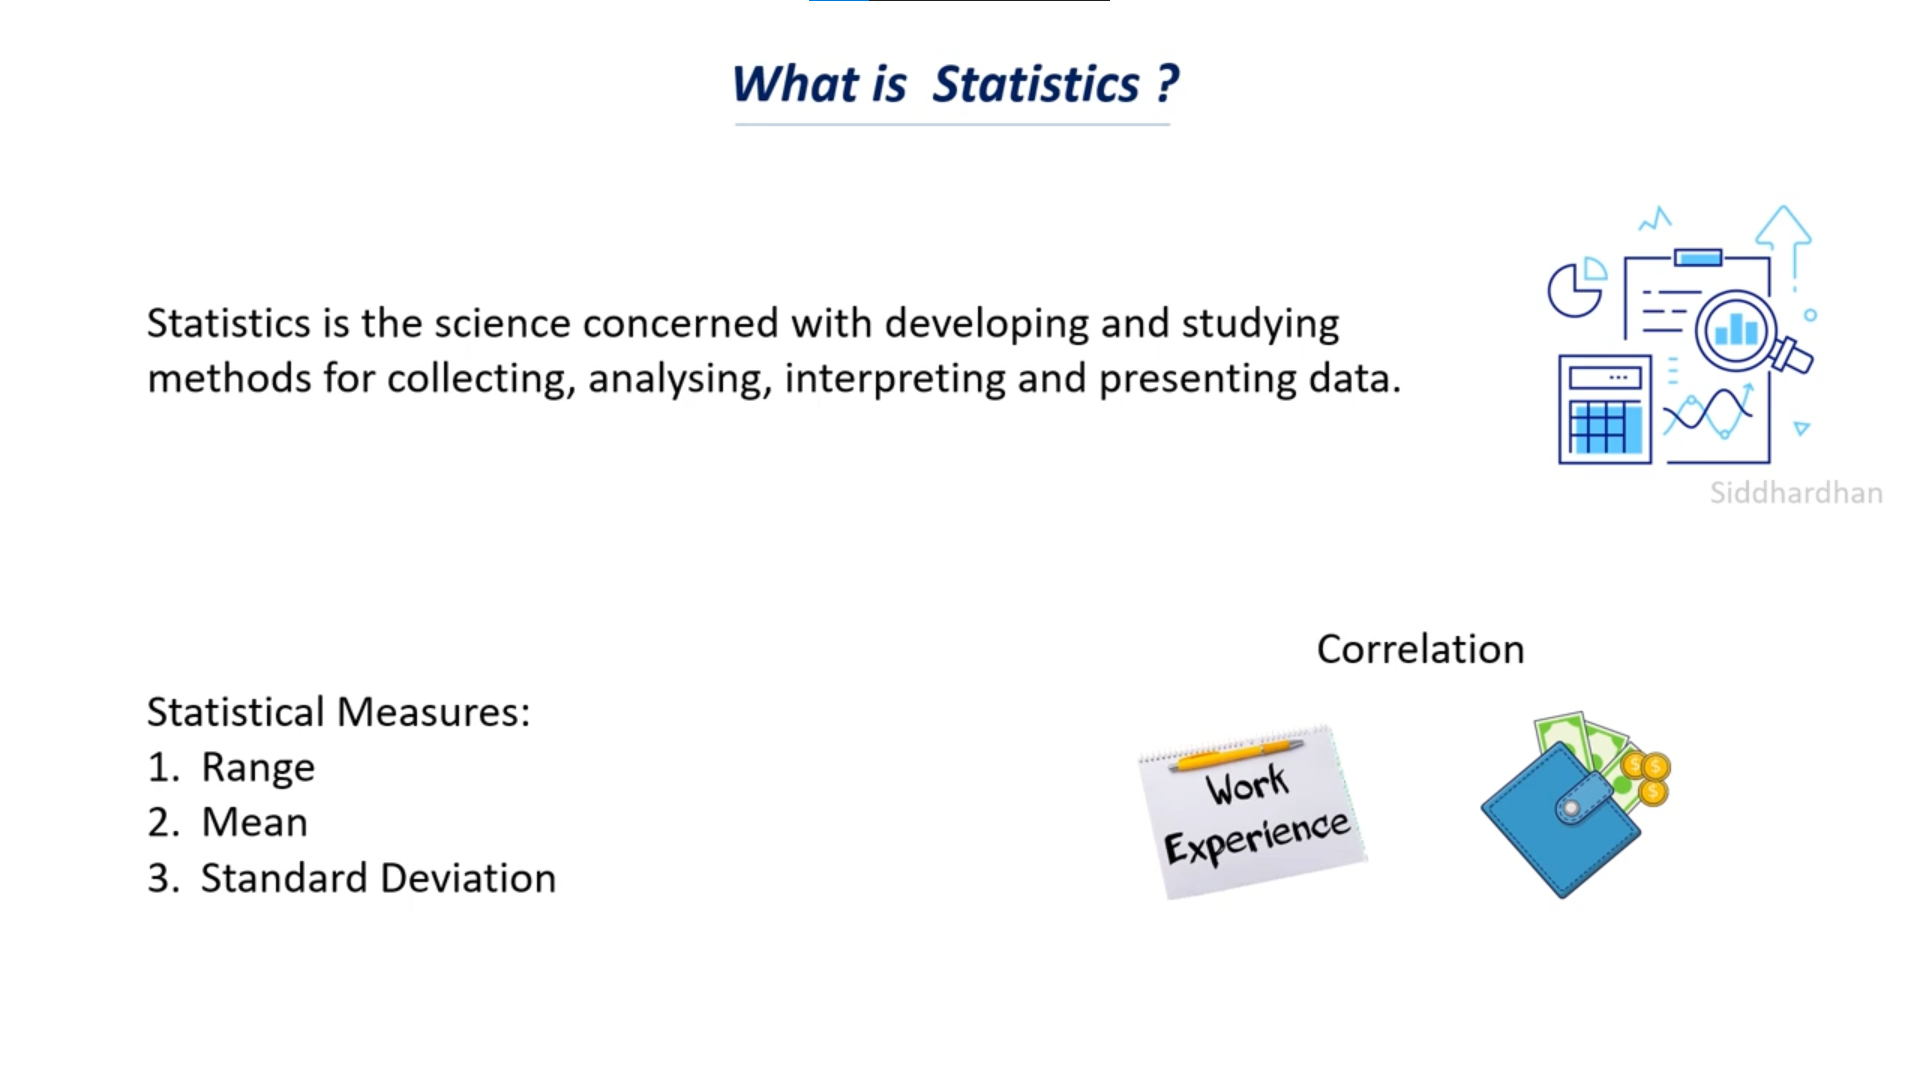 What is Statistics ?
Statistics is the science concerned with developing and studying
methods for collecting, analysing, interpreting and presenting data.
Siddhardhan
Statistical Measures:
1. Range
2. Mean
3. Standard Deviation
Correlation
Work
Experience